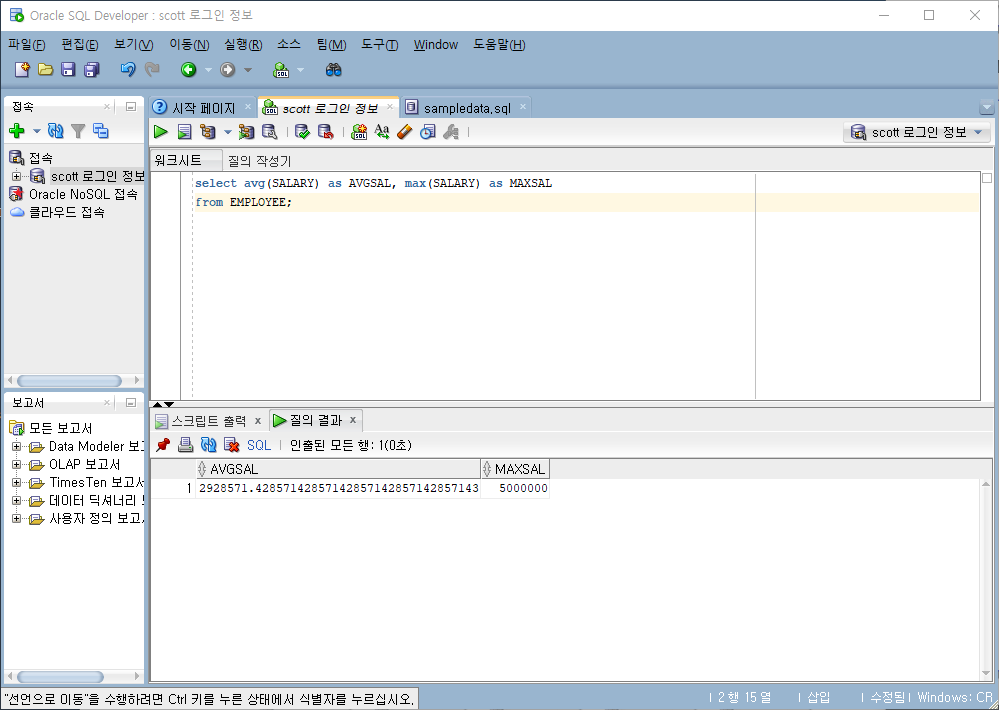 Oracle SQL Developer : scott 로그인 정보
파일(F) 편집(E) 보기(V) 이동(N) 실행(R) 소스 팀(M) 도구(T) Window 도움말(H)
접속
시작 페이지 scott 로그인 정보 sampledata.sql
scott 로그인 정보
접속
scott 로그인 정보
Oracle NoSQL 접속
클라우드 접속
워크시트 질의 작성기
select avg(SALARY) as AVGSAL, max(SALARY) as MAXSAL
from EMPLOYEE;
보고서
모든 보고서
Data Modeler 보고
OLAP 보고서
TimesTen 보고서
데이터 딕셔너리
사용자 정의 보고서
스크립트 출력 x 질의 결과 x
SQL | 인출된 모든 행: 1(0초)
AVGSAL MAXSAL
1 2928571.42857142857142857142857142857143 5000000
"선언으로 이동"을 수행하려면 Ctrl 키를 누른 상태에서 식별자를 누르십시오.
| 2 행 15 열 | 삽입 | 수정됨 | Windows: CR